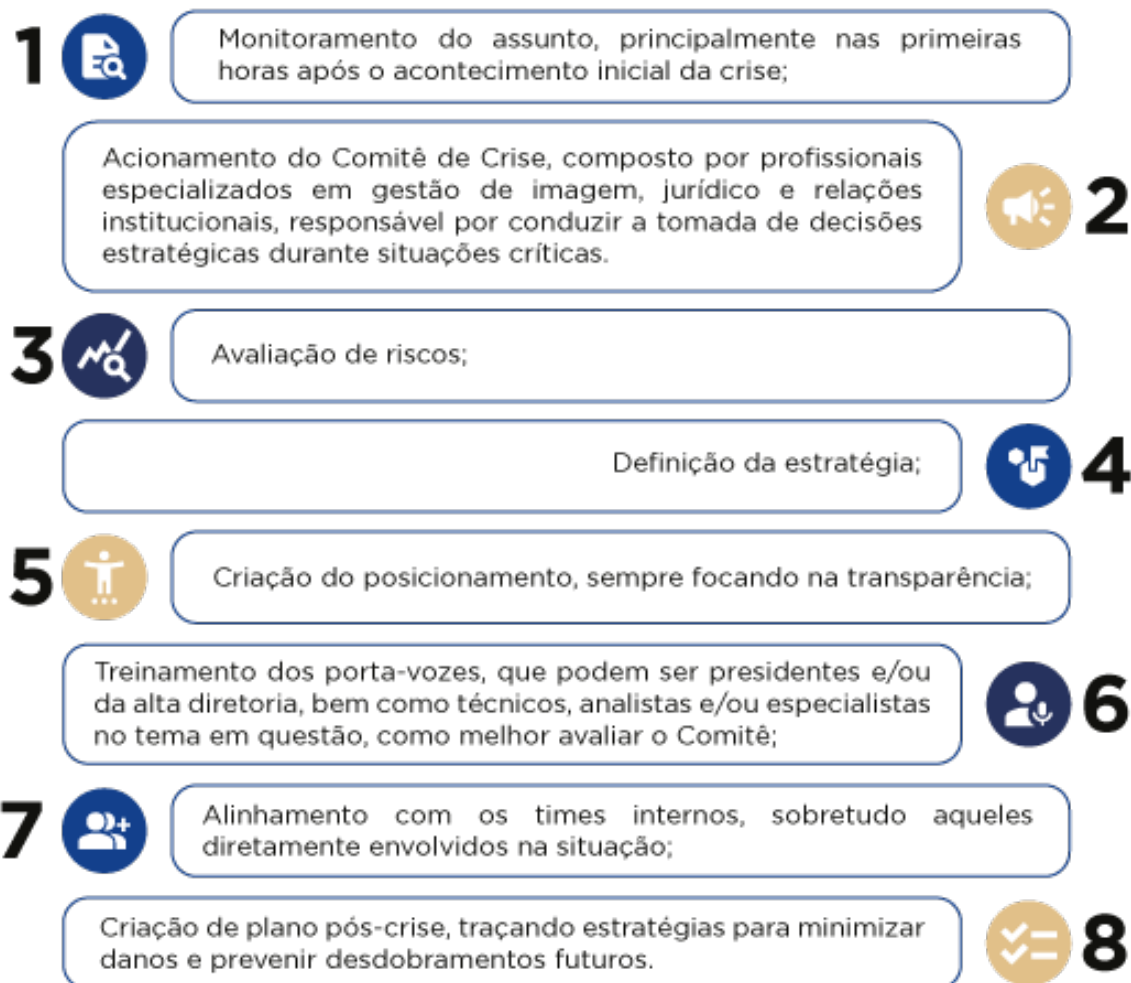 1
Monitoramento do assunto, principalmente nas primeiras
horas após o acontecimento inicial da crise;
Acionamento do Comitê de Crise, composto por profissionais
especializados em gestão de imagem, jurídico e relações
institucionais, responsável por conduzir a tomada de decisões
estratégicas durante situações críticas.
2
3
Avaliação de riscos;
Definição da estratégia;
4
5
Criação do posicionamento, sempre focando na transparência;
Treinamento dos porta-vozes, que podem ser presidentes e/ou
da alta diretoria, bem como técnicos, analistas e/ou especialistas
no tema em questão, como melhor avaliar o Comitê;
6
7
Alinhamento com os times internos, sobretudo aqueles
diretamente envolvidos na situação;
Criação de plano pós-crise, traçando estratégias para minimizar
danos e prevenir desdobramentos futuros.
8